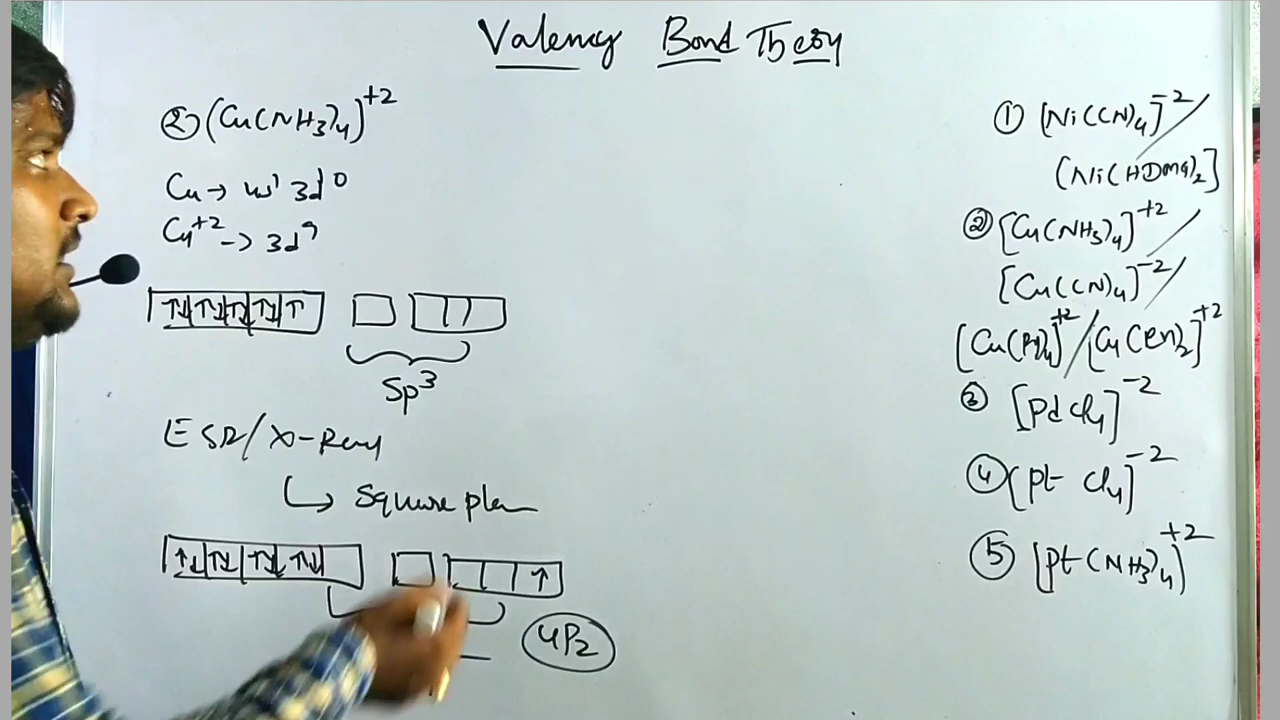 Valency Bond Theory
② (Cu(NH3)4)+2
Cu → 4s1 3d10
Cu+2 → 3d9
↑↓ ↑↓ ↑↓ ↑↓ ↑
Sp3
ESR/X-Ray
↳ Square plan
↑↓ ↑↓ ↑↓ ↑↓ ↑
4Pz
① [Ni(CN)4]-2 /
[Ni(HDMG)2]
② [Cu(NH3)4]+2 /
[Cu(CN)4]-2 /
[Cu(Py)4]+2 / [Cu(en)2]+2
③ [PdCl4]-2
④ [Pt Cl4]-2
⑤ [Pt(NH3)4]+2